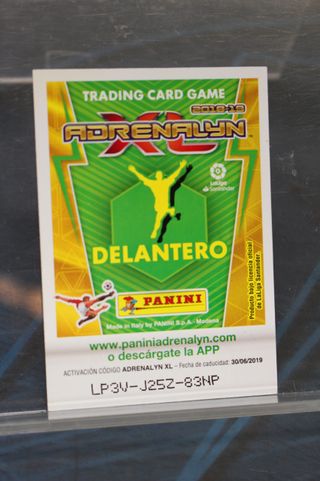 TRADING CARD GAME
2018-19
ADRENALYN
XL
TM
LaLiga
Santander
DELANTERO
PANINI
Made in Italy by PANINI S.p.A. - Modena
Producto bajo licencia oficial
de LaLiga Santander
www.paniniadrenalyn.com
o descárgate la APP
ACTIVACIÓN CÓDIGO ADRENALYN XL – Fecha de caducidad: 30/06/2019
LP3V-J25Z-83NP